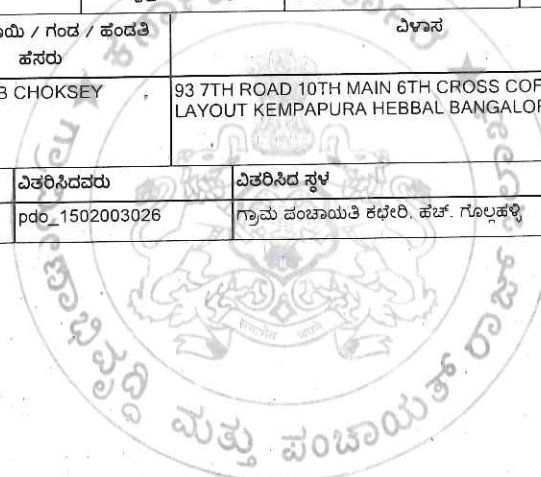 ಯಿ / ಗಂಡ / ಹೆಂಡತಿ ಹೆಸರು
ವಿಳಾಸ
B CHOKSEY
93 7TH ROAD 10TH MAIN 6TH CROSS COF
LAYOUT KEMPAPURA HEBBAL BANGALOR
ವಿತರಿಸಿದವರು
ವಿತರಿಸಿದ ಸ್ಥಳ
pdo_1502003026
ಗ್ರಾಮ ಪಂಚಾಯತಿ ಕಛೇರಿ. ಹೆಚ್. ಗೊಲ್ಲಹಳ್ಳಿ
ಮತ್ತು ಪಂಚಾಯತ್ ರಾಜ್